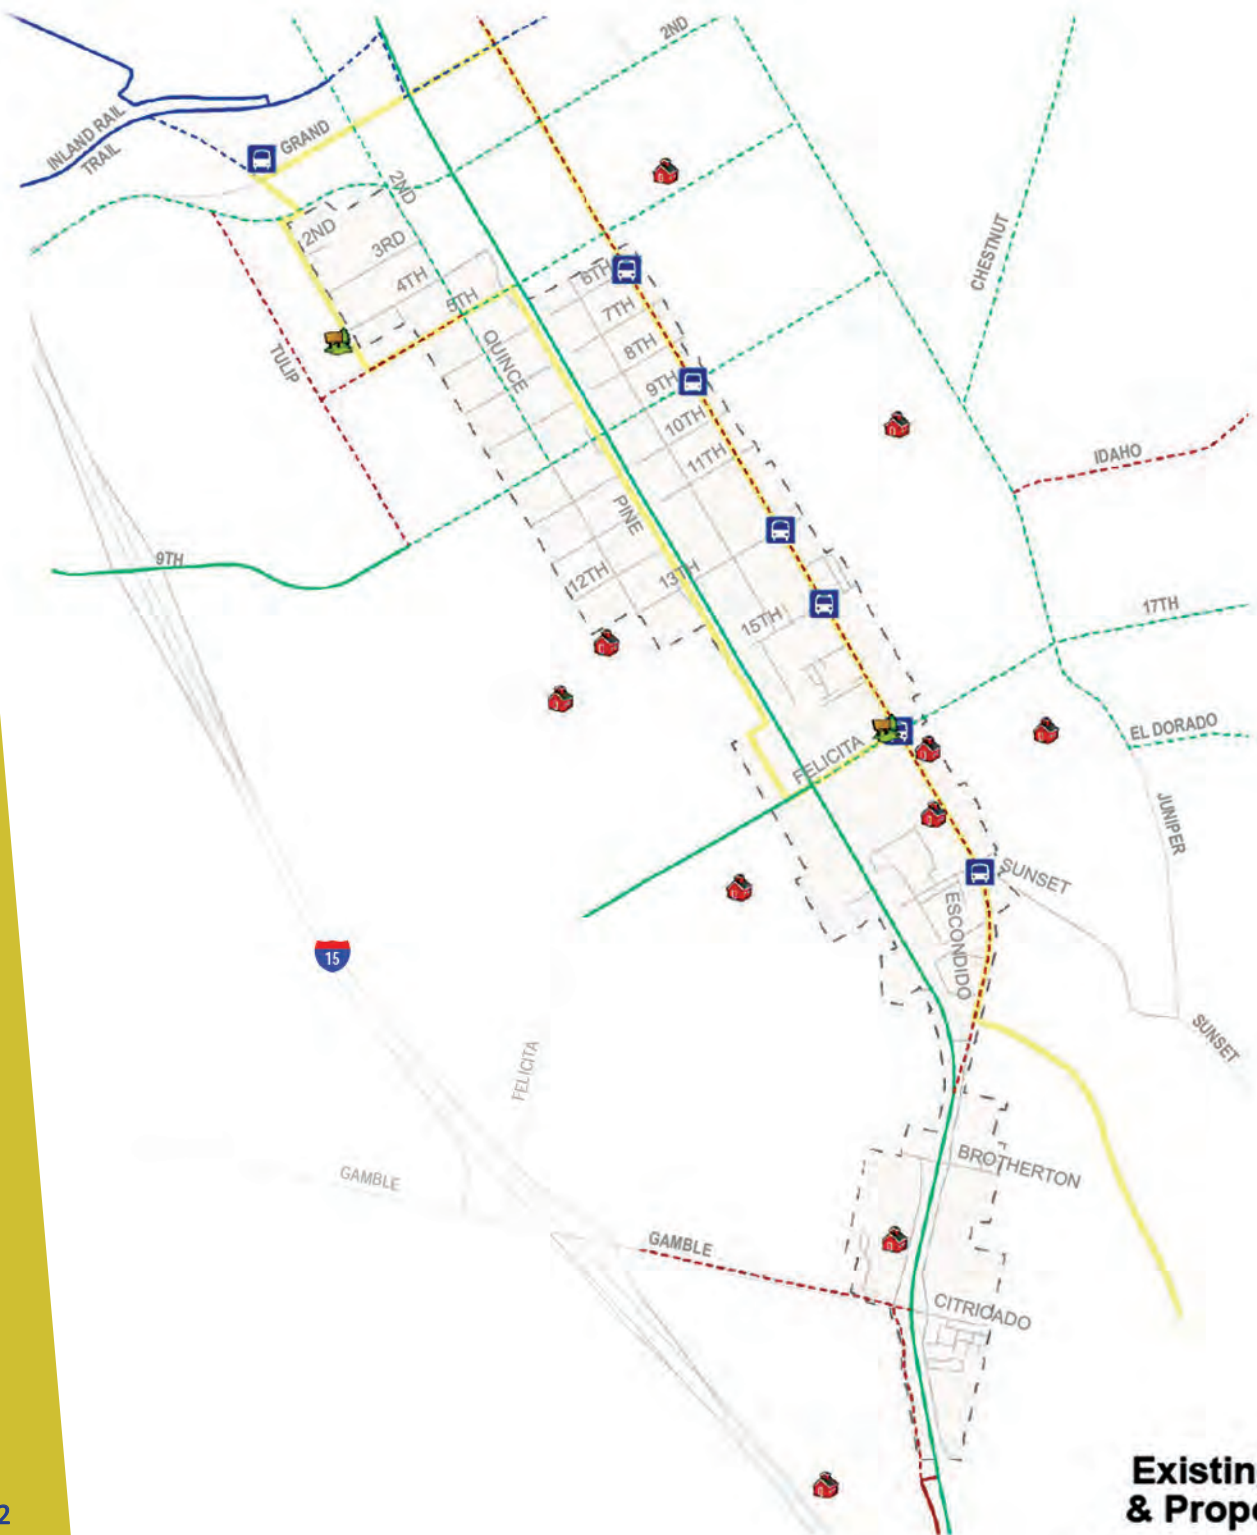 2ND
INLAND RAIL
TRAIL
GRAND
2ND
2ND
3RD
4TH
5TH
6TH
7TH
8TH
9TH
10TH
11TH
CHESTNUT
TULIP
QUINCE
IDAHO
PINE
9TH
12TH
13TH
15TH
17TH
FELICITA
EL DORADO
JUNIPER
SUNSET
ESCONDIDO
15
SUNSET
FELICITA
GAMBLE
BROTHERTON
GAMBLE
CITRICADO
Existin
& Prop
2